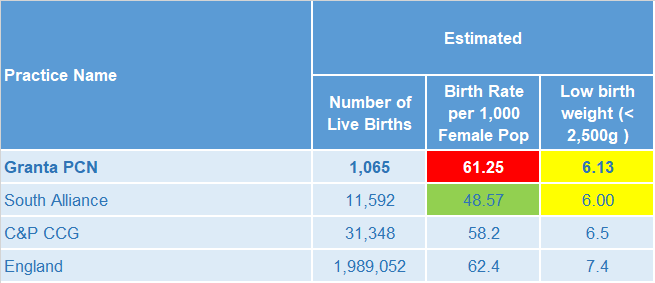 Practice Name
Estimated
Number of
Live Births
Birth Rate
per 1,000
Female Pop
Low birth
weight (<
2,500g )
Granta PCN 1,065 61.25 6.13
South Alliance 11,592 48.57 6.00
C&P CCG 31,348 58.2 6.5
England 1,989,052 62.4 7.4